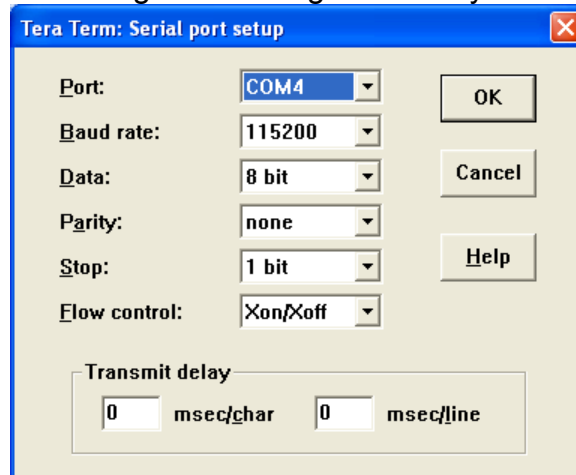 Tera Term: Serial port setup
Port: COM4
OK
Baud rate: 115200
Data: 8 bit
Cancel
Parity: none
Stop: 1 bit
Help
Flow control: Xon/Xoff
Transmit delay
0 msec/char 0 msec/line